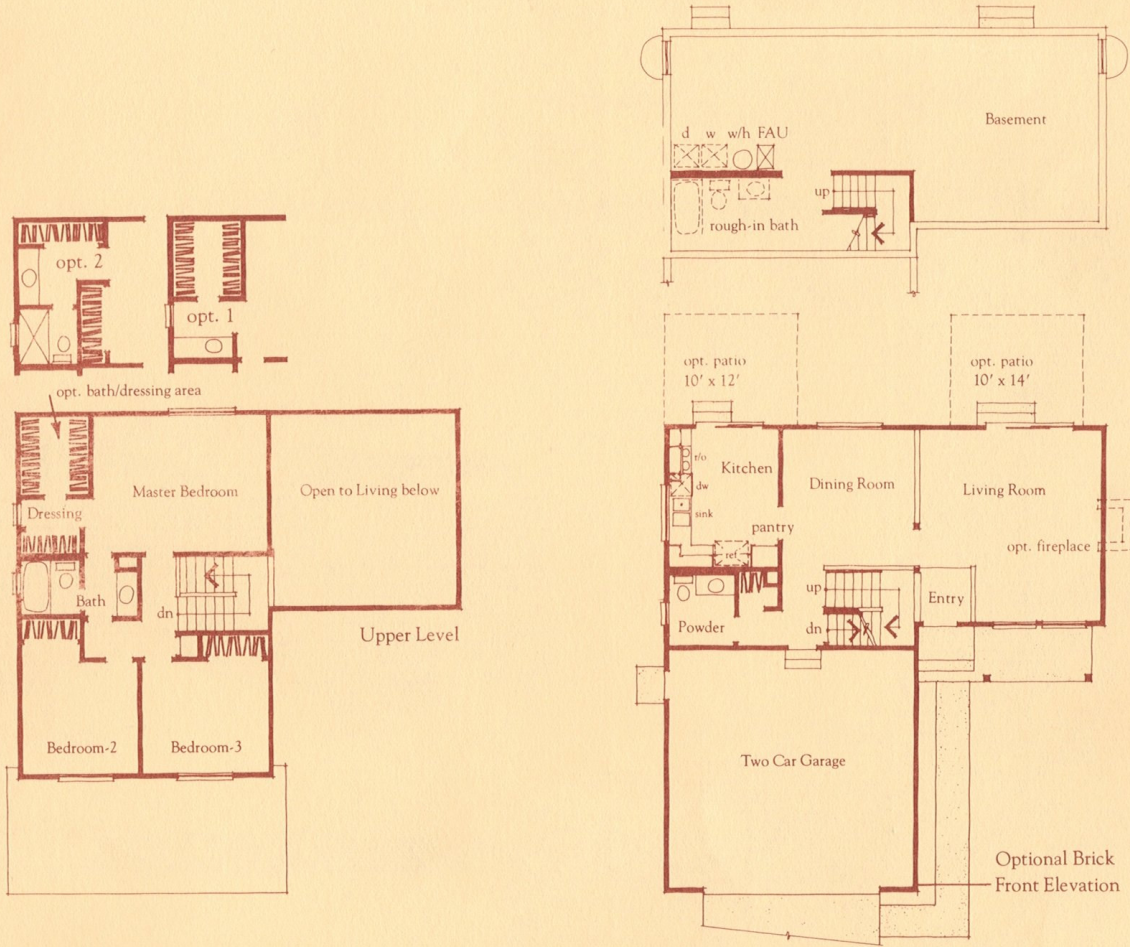 d w w/h FAU
Basement
up
rough-in bath
opt. 2
opt. 1
opt. bath/dressing area
Master Bedroom
Open to Living below
Dressing
Bath
dn
Upper Level
Bedroom-2
Bedroom-3
opt. patio
10' x 12'
opt. patio
10' x 14'
r/o
Kitchen
dw
sink
pantry
ref
Dining Room
Living Room
opt. fireplace
up
Entry
Powder
dn
Two Car Garage
Optional Brick
Front Elevation